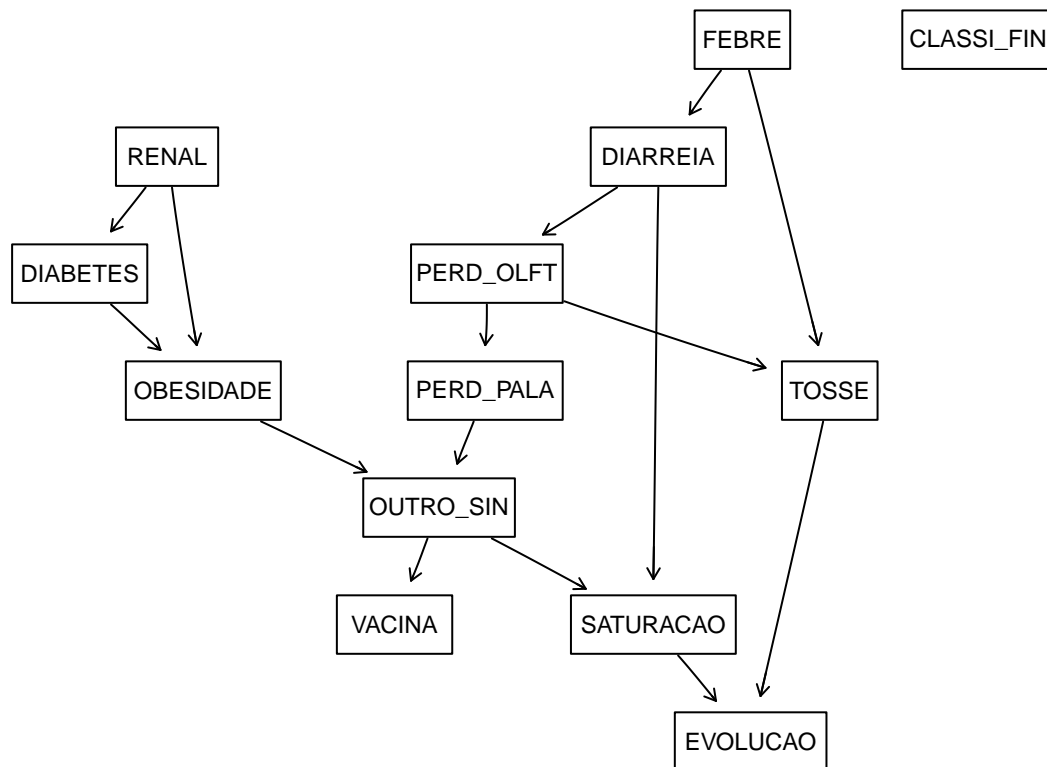 FEBRE
CLASSI_FIN
RENAL
DIARREIA
DIABETES
PERD_OLFT
OBESIDADE
PERD_PALA
TOSSE
OUTRO_SIN
VACINA
SATURACAO
EVOLUCAO